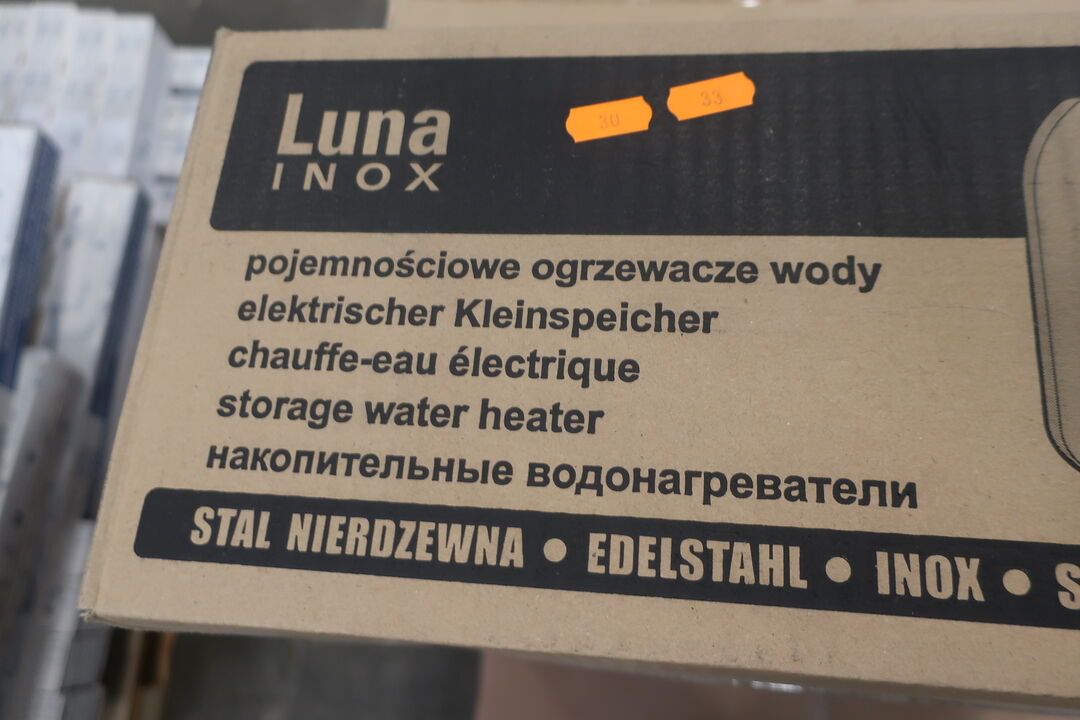 Luna
INOX
30
33
pojemnościowe ogrzewacze wody
elektrischer Kleinspeicher
chauffe-eau électrique
storage water heater
накопительные водонагреватели
STAL NIERDZEWNA • EDELSTAHL • INOX • S